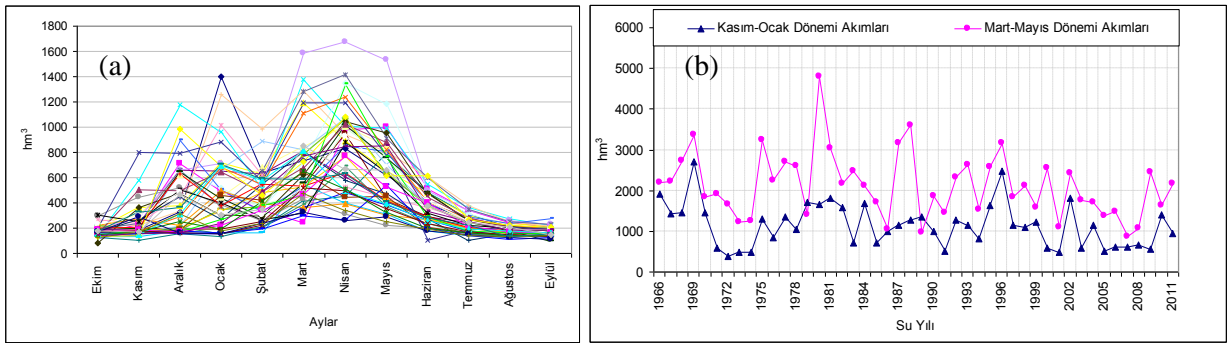 (a)
1800
1600
1400
1200
1000
800
600
400
200
0
hm³
Ekim
Kasım
Aralık
Ocak
Şubat
Mart
Nisan
Mayıs
Haziran
Temmuz
Ağustos
Eylül
Aylar
(b)
Kasım-Ocak Dönemi Akımları
Mart-Mayıs Dönemi Akımları
6000
5000
4000
3000
2000
1000
0
hm³
1966
1969
1972
1975
1978
1981
1984
1987
1990
1993
1996
1999
2002
2005
2008
2011
Su Yılı